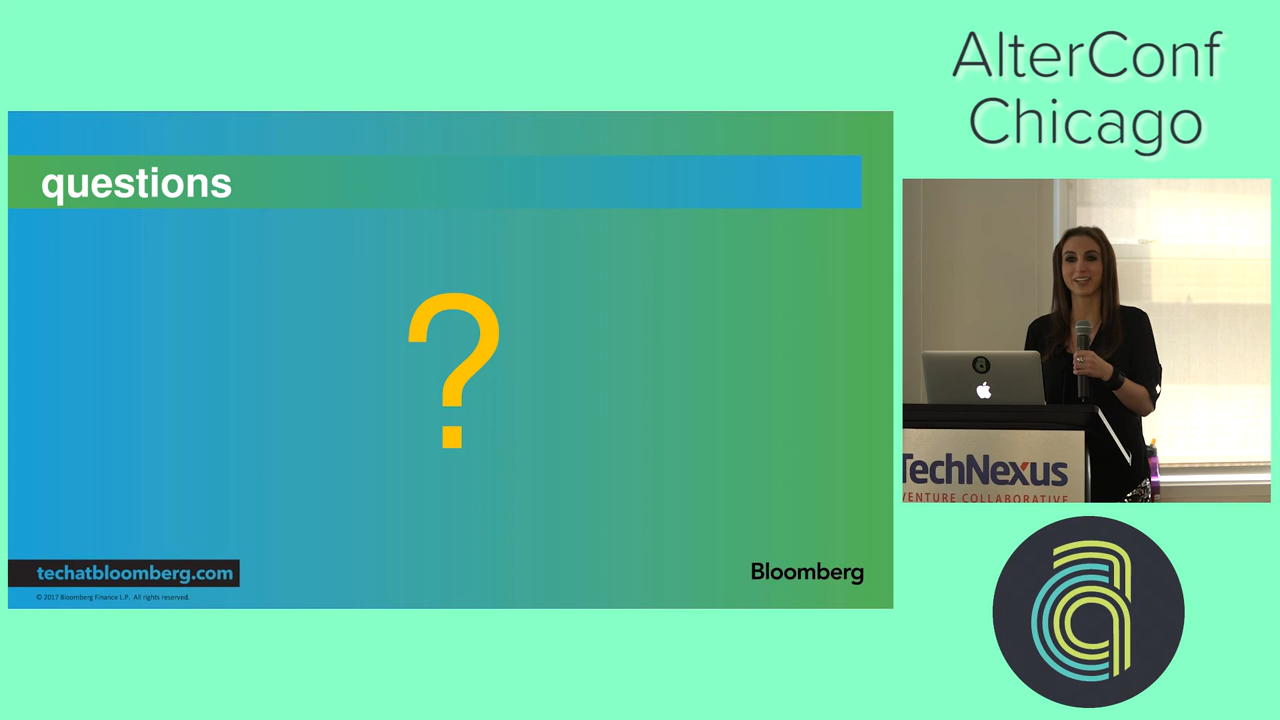 AlterConf
Chicago
questions
?
techatbloomberg.com
Bloomberg
© 2017 Bloomberg Finance L.P. All rights reserved.
TechNexus
VENTURE COLLABORATIVE